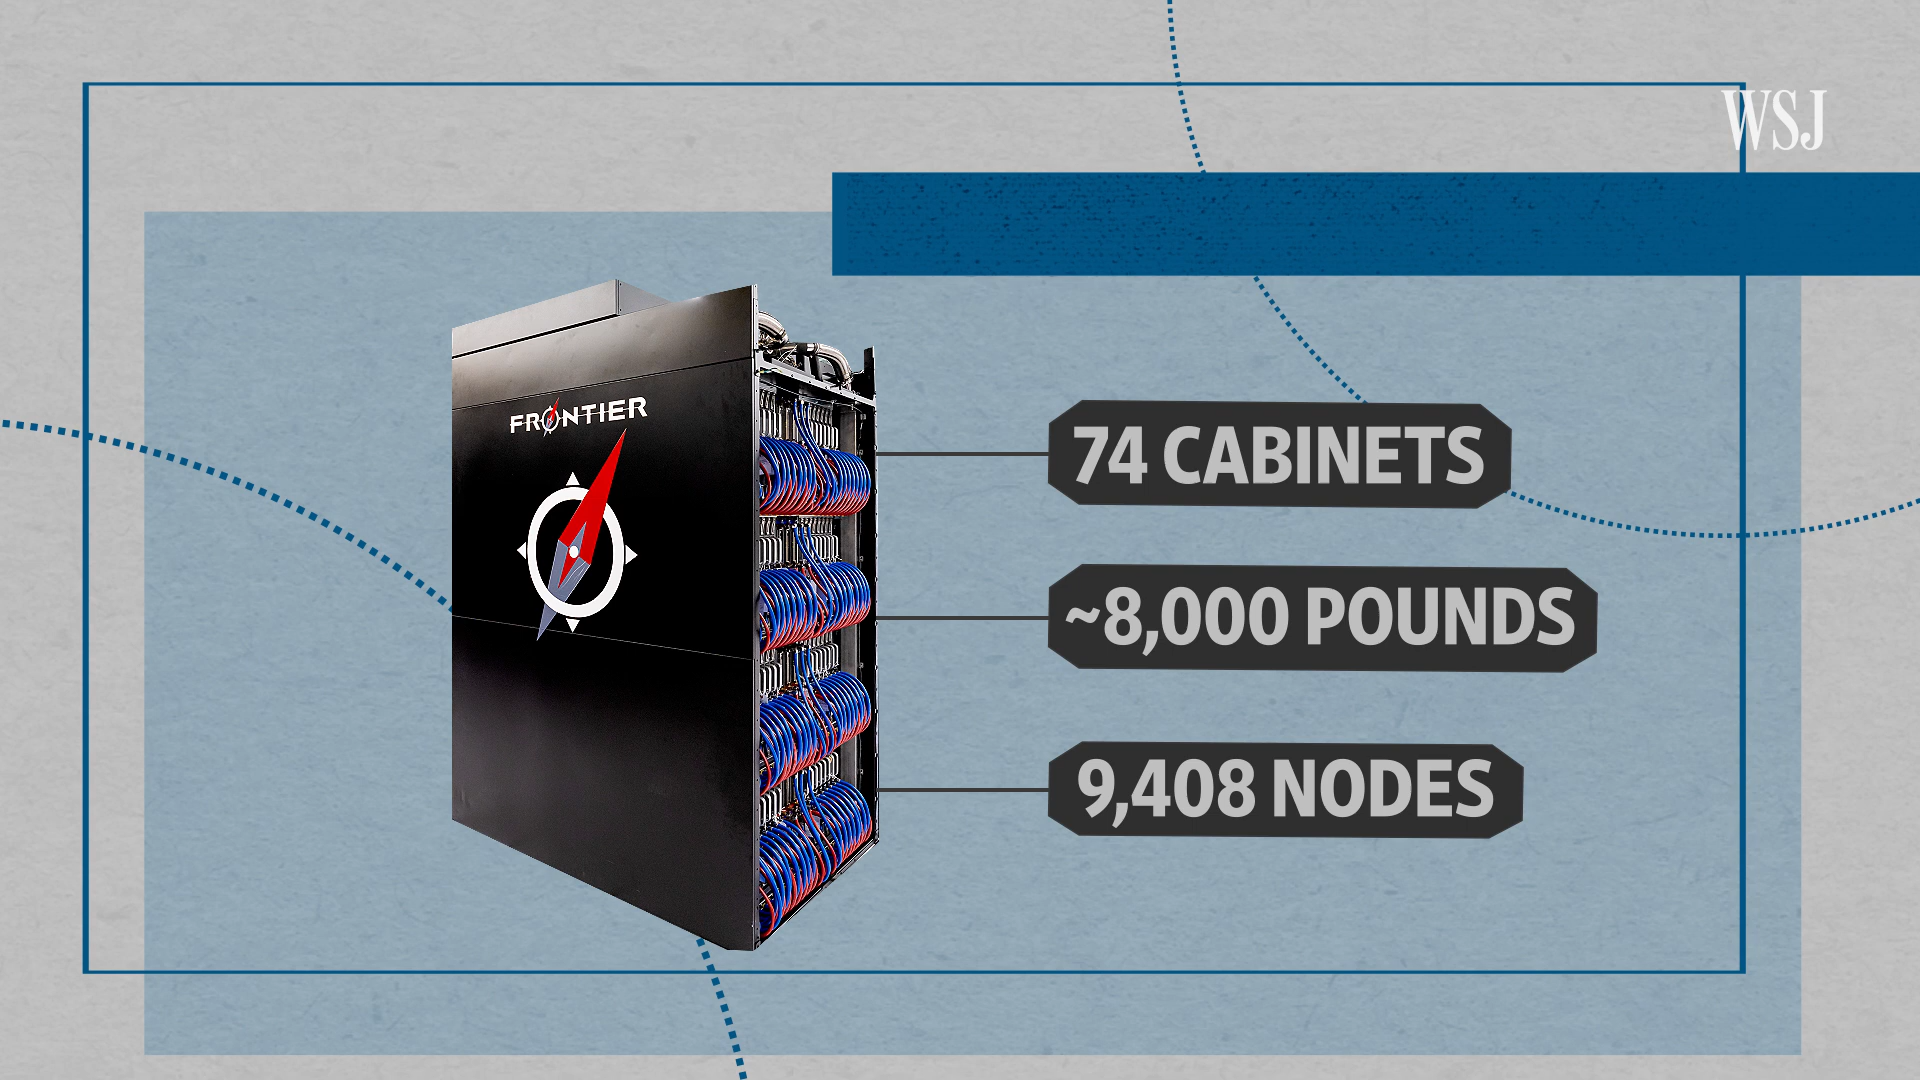 WSJ
FRONTIER
74 CABINETS
~8,000 POUNDS
9,408 NODES